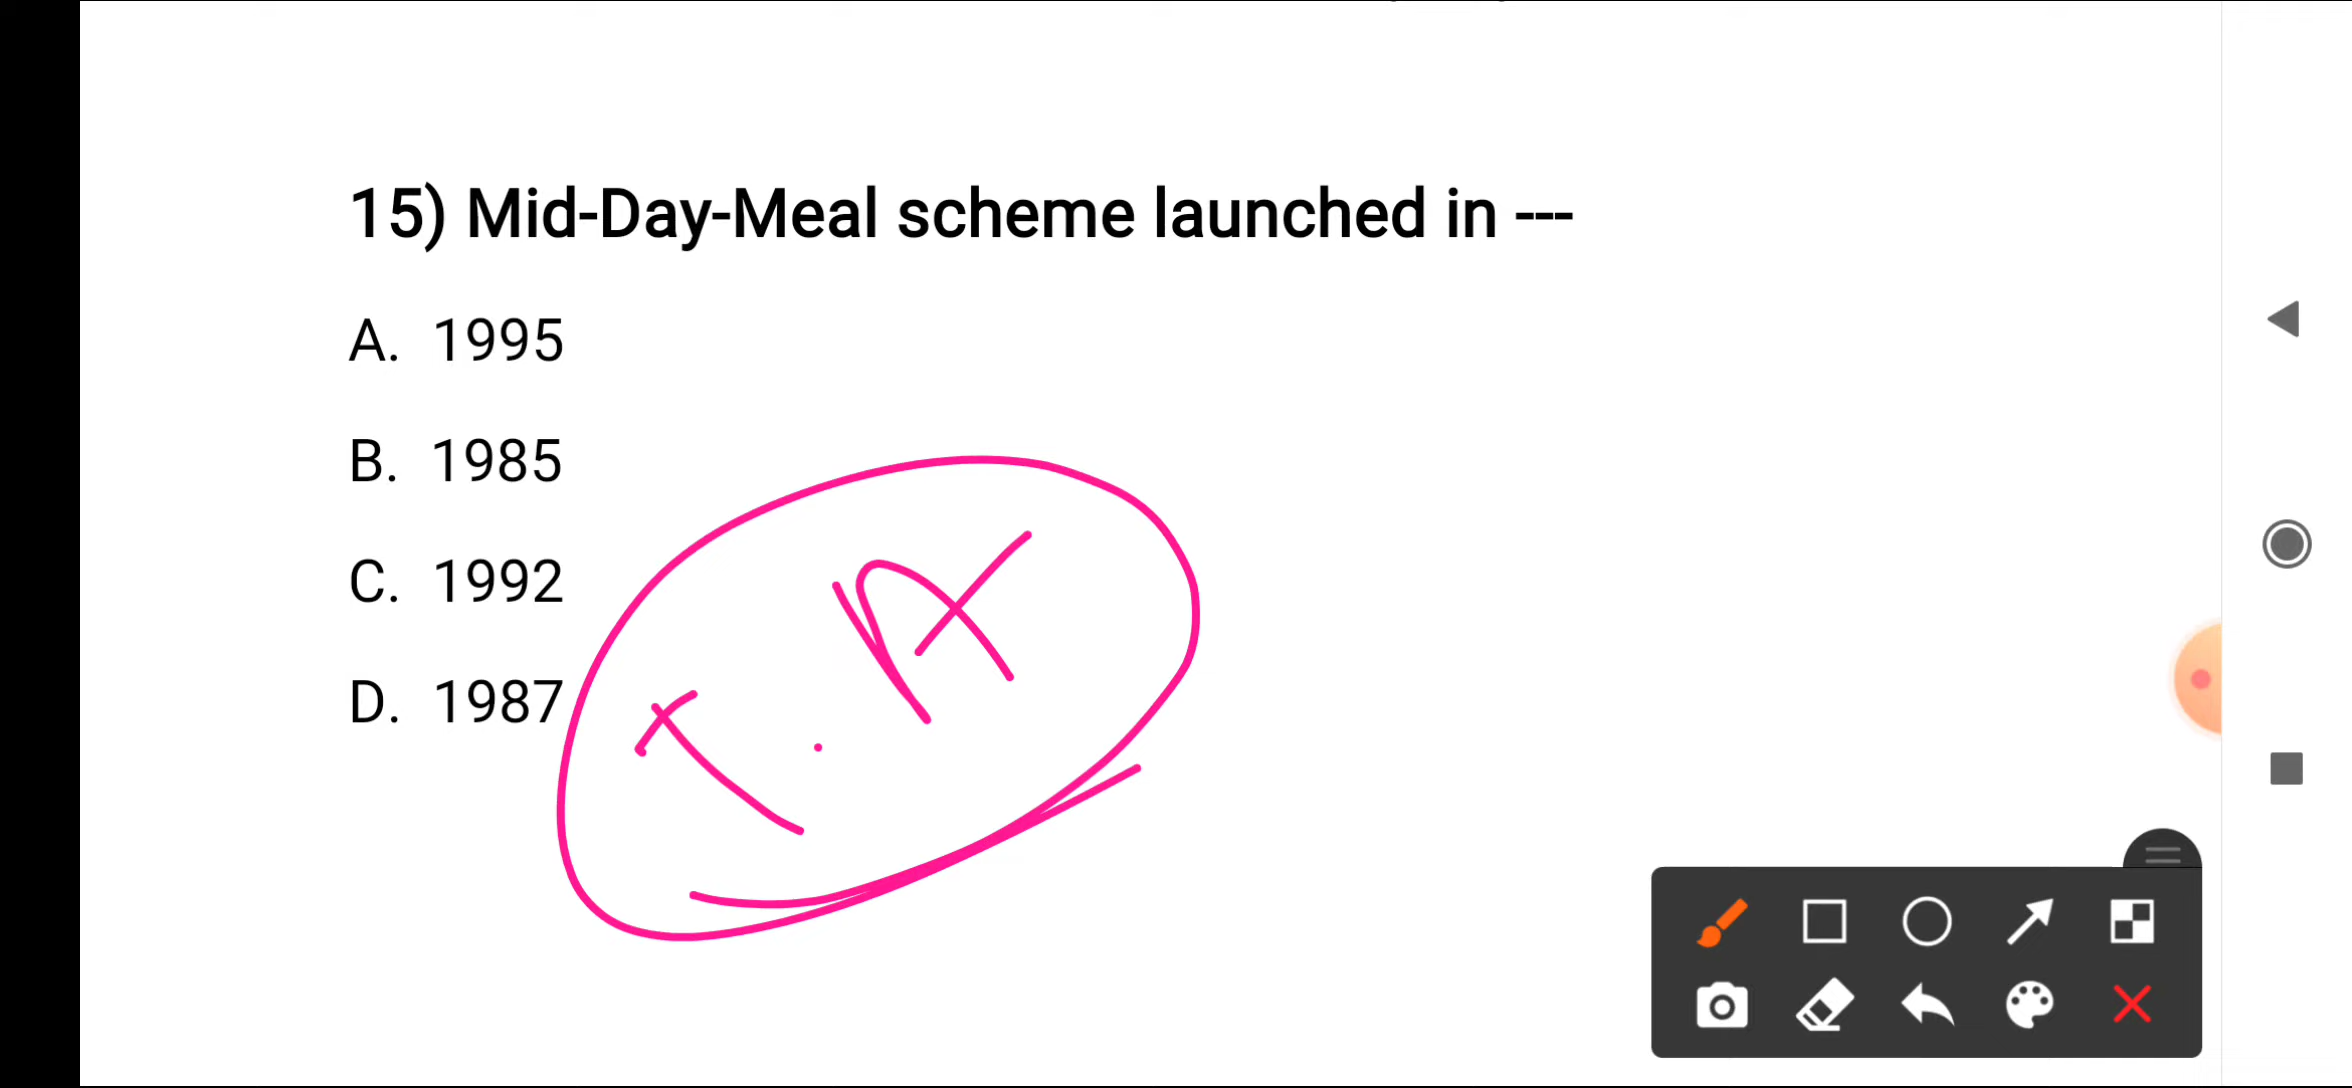 15) Mid-Day-Meal scheme launched in ---
A. 1995
B. 1985
C. 1992
D. 1987
T. A